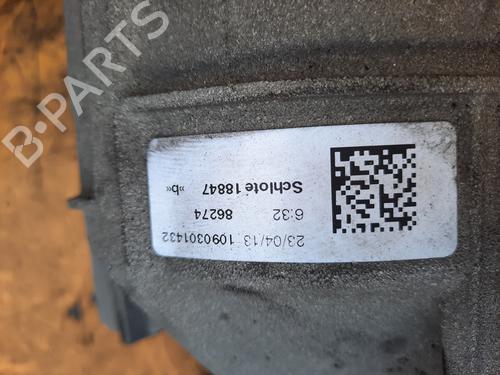 B-PARTS
23/04/13 1090301432
6:32 86274
Schlote 18847 »b«